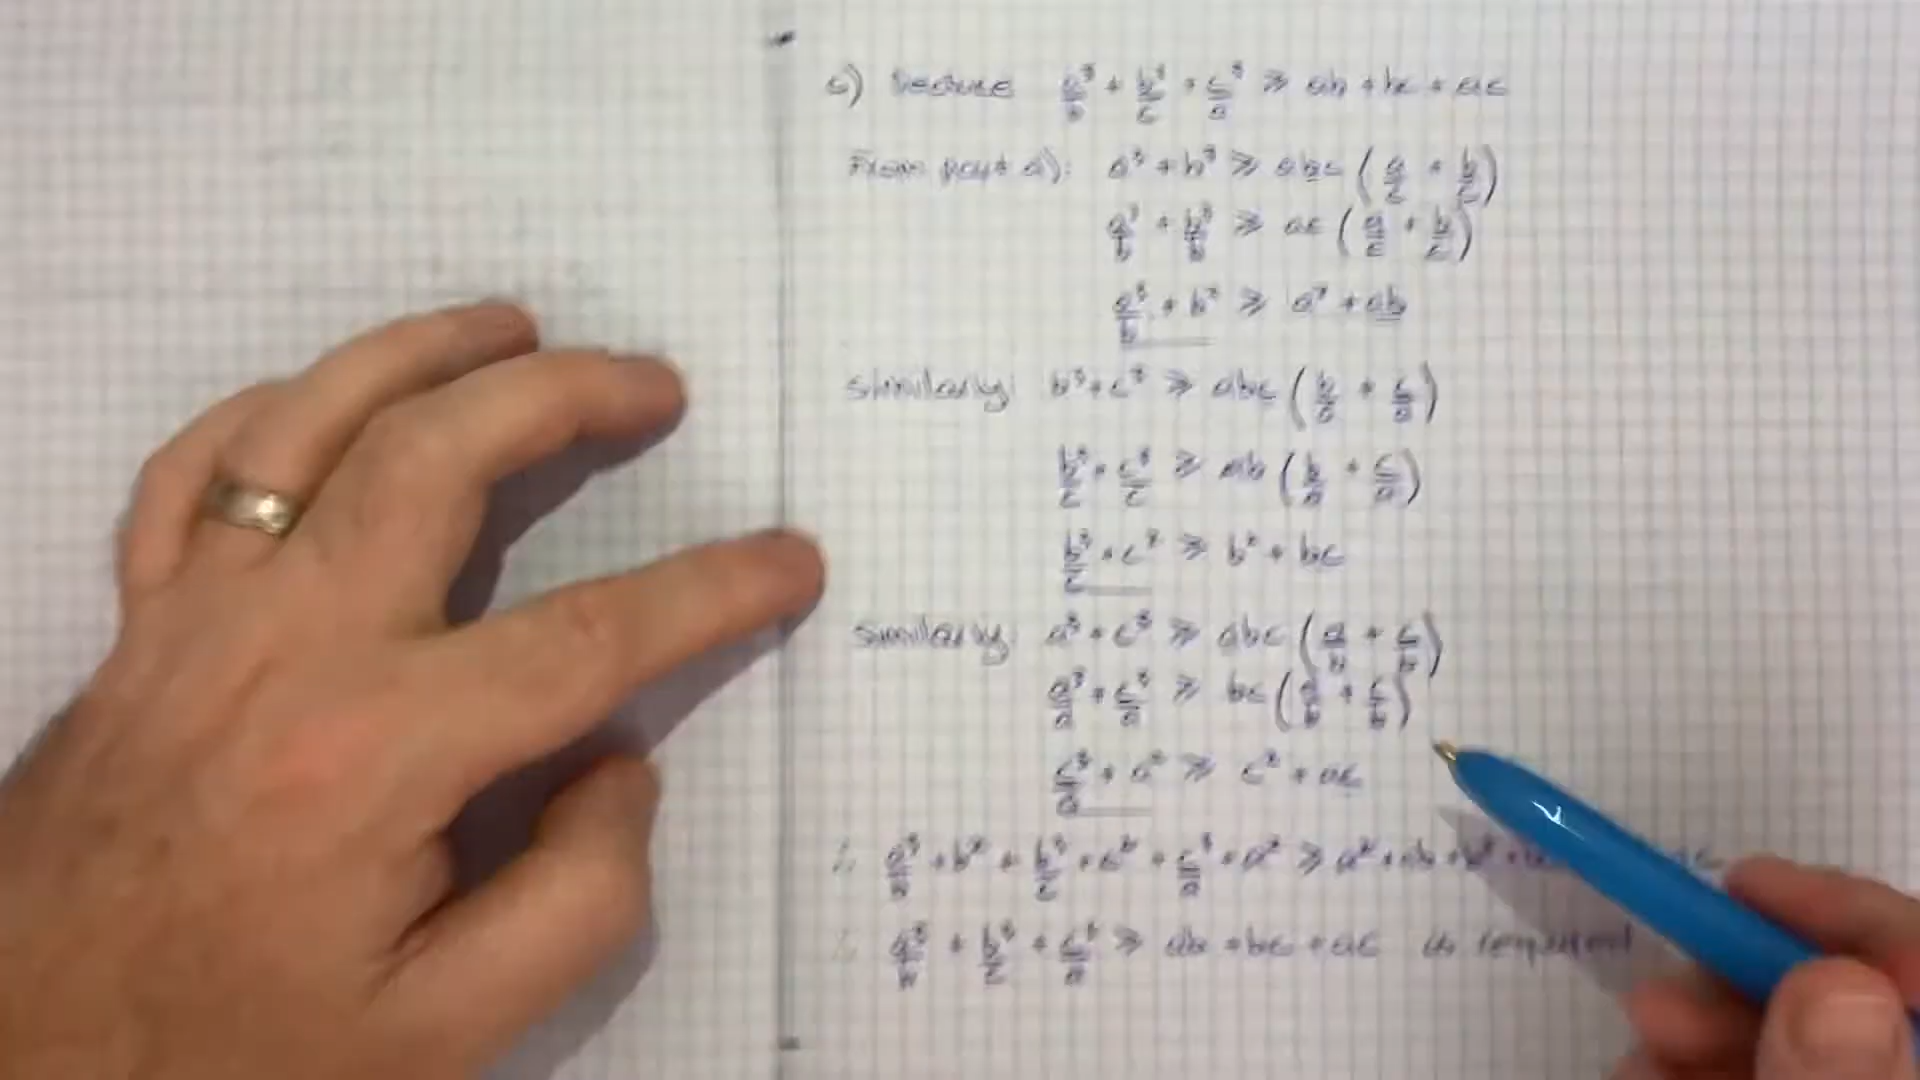 c) Deduce a³/b + b³/c + c³/a ≥ ab + bc + ac
From part a): a³ + b³ ≥ abc (a/c + b/c)
a³/b + b³/b ≥ ac (a/c + b/c)
a³/b + b² ≥ a² + ab
Similarly: b³ + c³ ≥ abc (b/a + c/a)
b³/c + c³/c ≥ ab (b/a + c/a)
b³/c + c² ≥ b² + bc
Similarly: a³ + c³ ≥ abc (a/b + c/b)
a³/a + c³/a ≥ bc (a/b + c/b)
c³/a + a² ≥ c² + ac
∴ a³/b + b² + b³/c + c² + c³/a + a² ≥ a² + ab + b² +
∴ a³/b + b³/c + c³/a ≥ ab + bc + ac as required